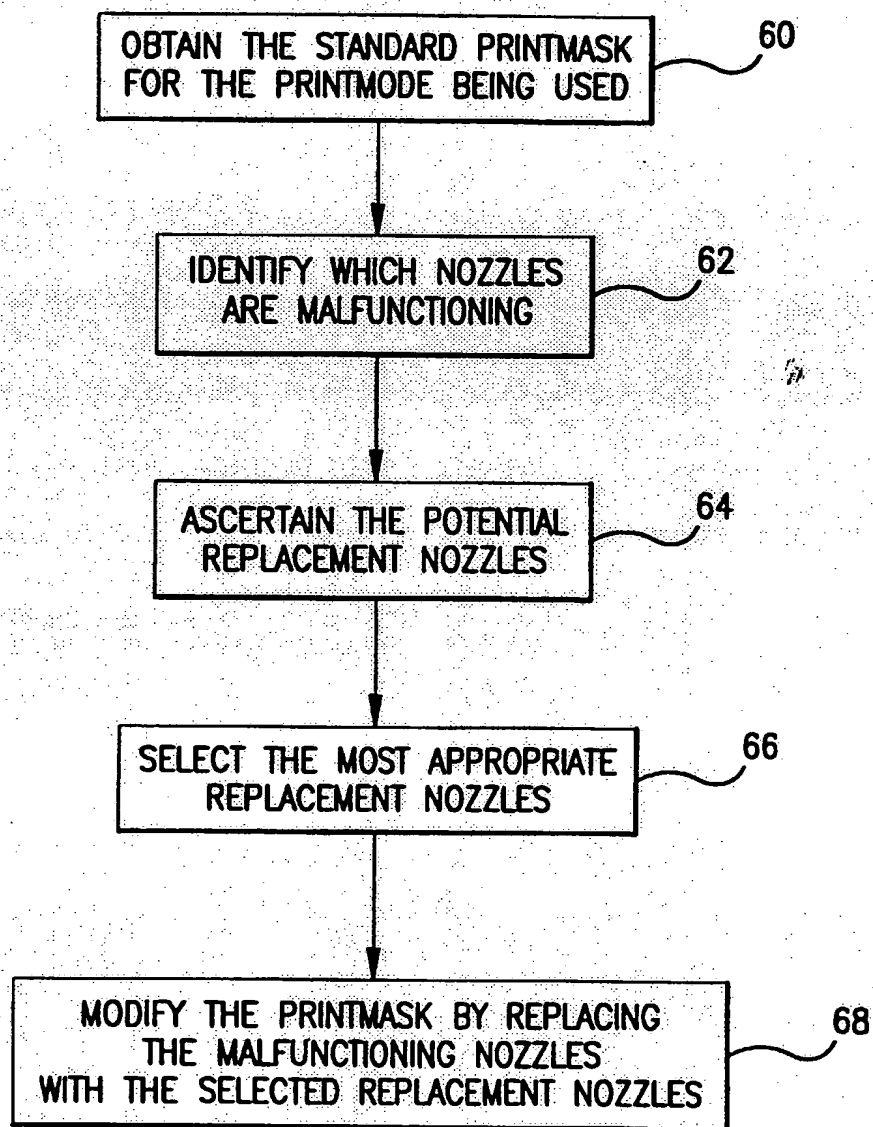 OBTAIN THE STANDARD PRINTMASK
FOR THE PRINTMODE BEING USED
60
IDENTIFY WHICH NOZZLES
ARE MALFUNCTIONING
62
ASCERTAIN THE POTENTIAL
REPLACEMENT NOZZLES
64
SELECT THE MOST APPROPRIATE
REPLACEMENT NOZZLES
66
MODIFY THE PRINTMASK BY REPLACING
THE MALFUNCTIONING NOZZLES
WITH THE SELECTED REPLACEMENT NOZZLES
68